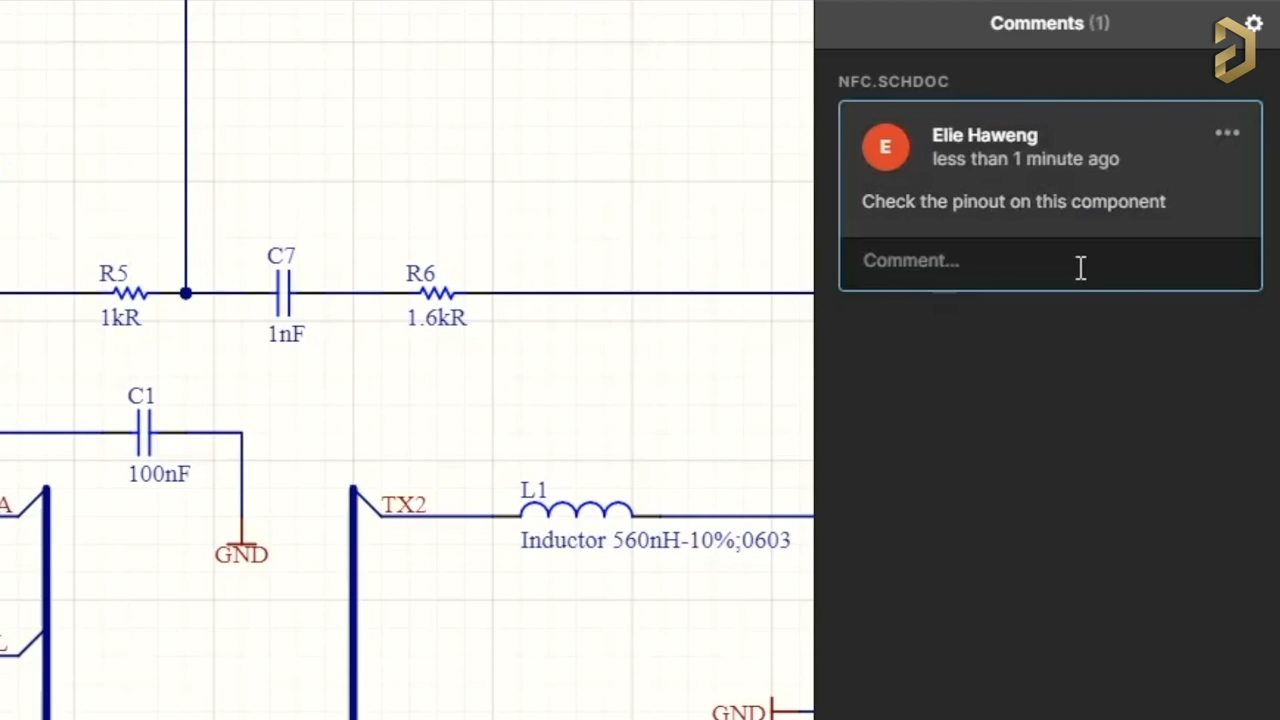 Comments (1)
NFC.SCHDOC
E
Elie Haweng
less than 1 minute ago
Check the pinout on this component
Comment...
R5
1kR
C7
1nF
R6
1.6kR
C1
100nF
GND
A
TX2
L1
Inductor 560nH-10%;0603
L
GND